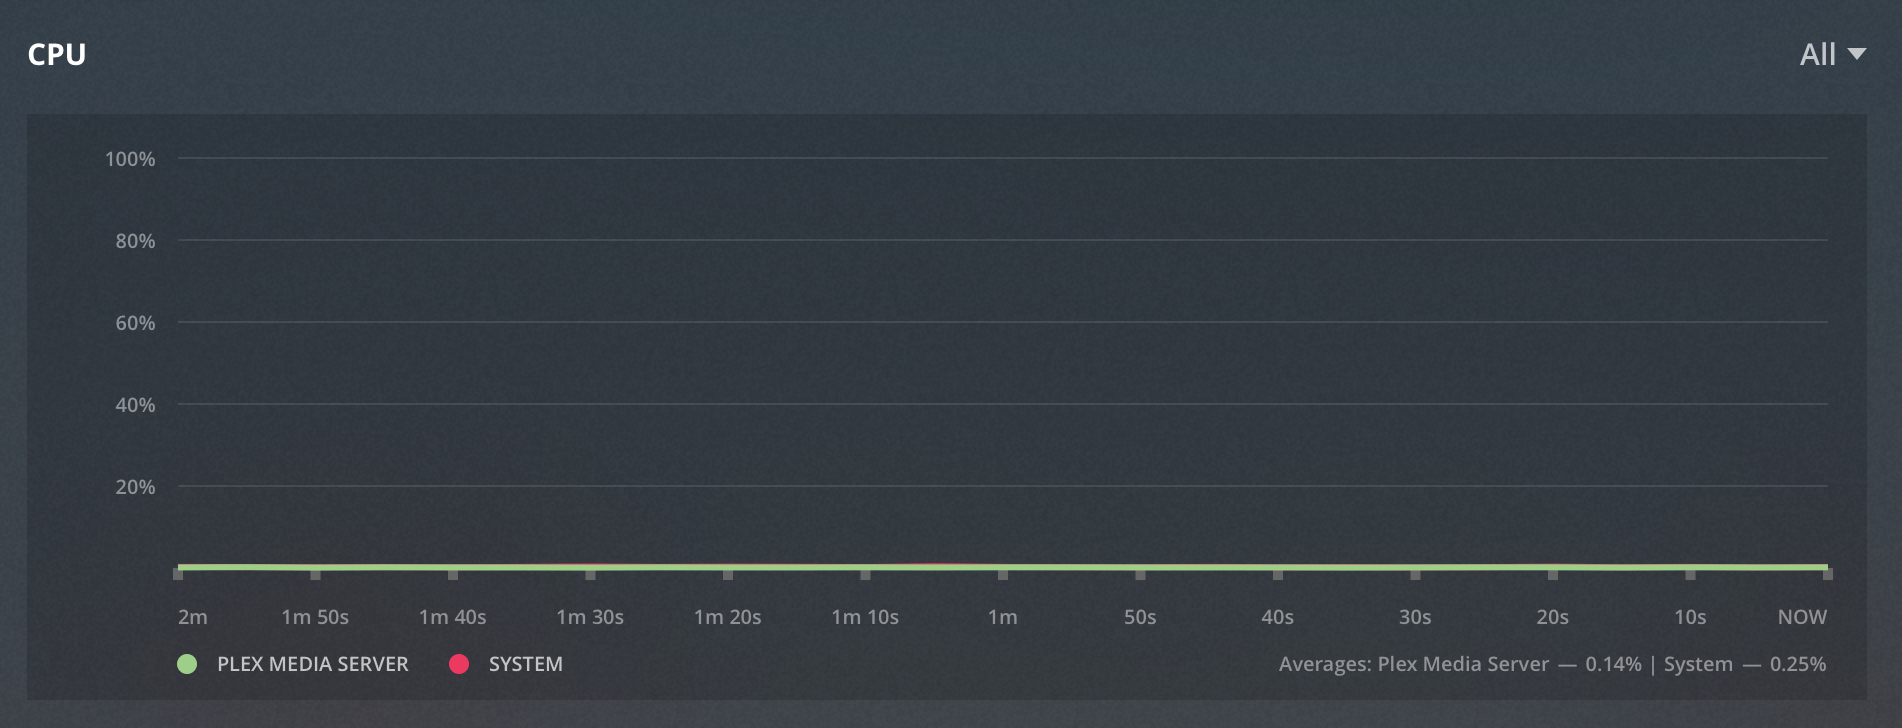 CPU
All
100%
80%
60%
40%
20%
2m 1m 50s 1m 40s 1m 30s 1m 20s 1m 10s 1m 50s 40s 30s 20s 10s NOW
PLEX MEDIA SERVER SYSTEM Averages: Plex Media Server — 0.14% | System — 0.25%